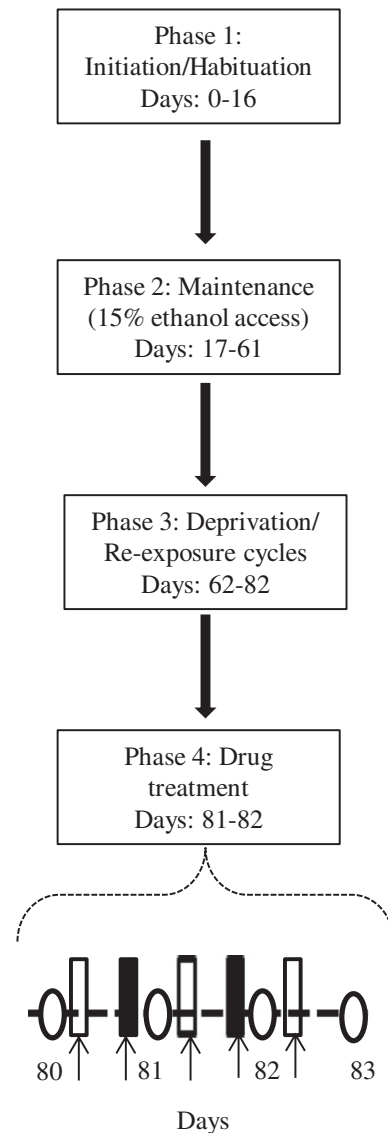 Phase 1:
Initiation/Habituation
Days: 0-16
Phase 2: Maintenance
(15% ethanol access)
Days: 17-61
Phase 3: Deprivation/
Re-exposure cycles
Days: 62-82
Phase 4: Drug
treatment
Days: 81-82
80 81 82 83
Days